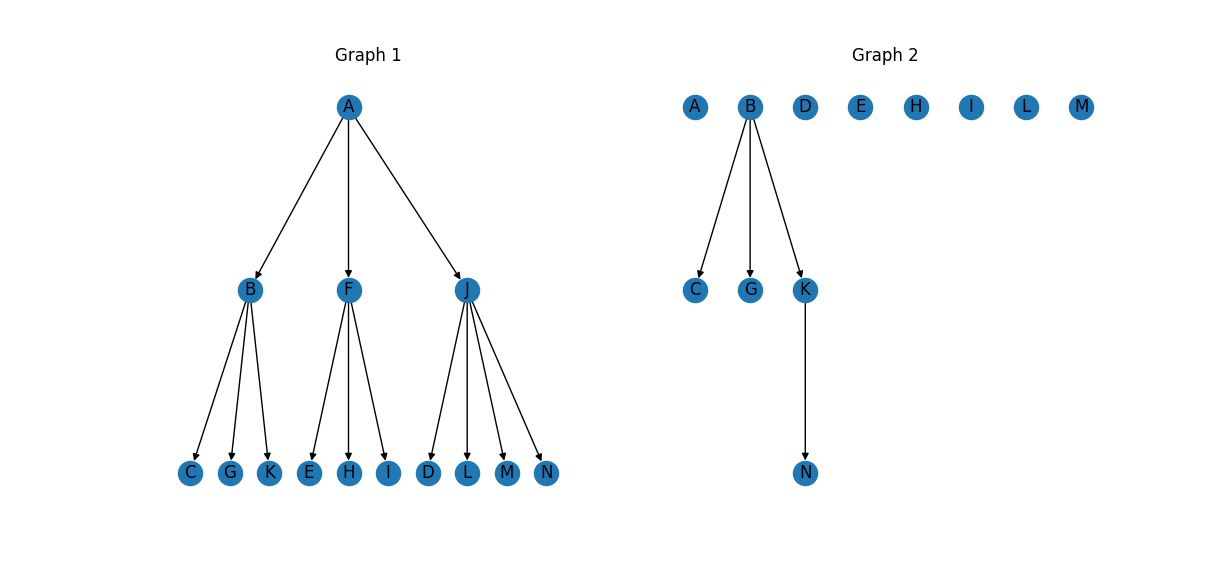 Graph 1
A
B F J
C G K E H I D L M N
Graph 2
A B D E H I L M
C G K
N